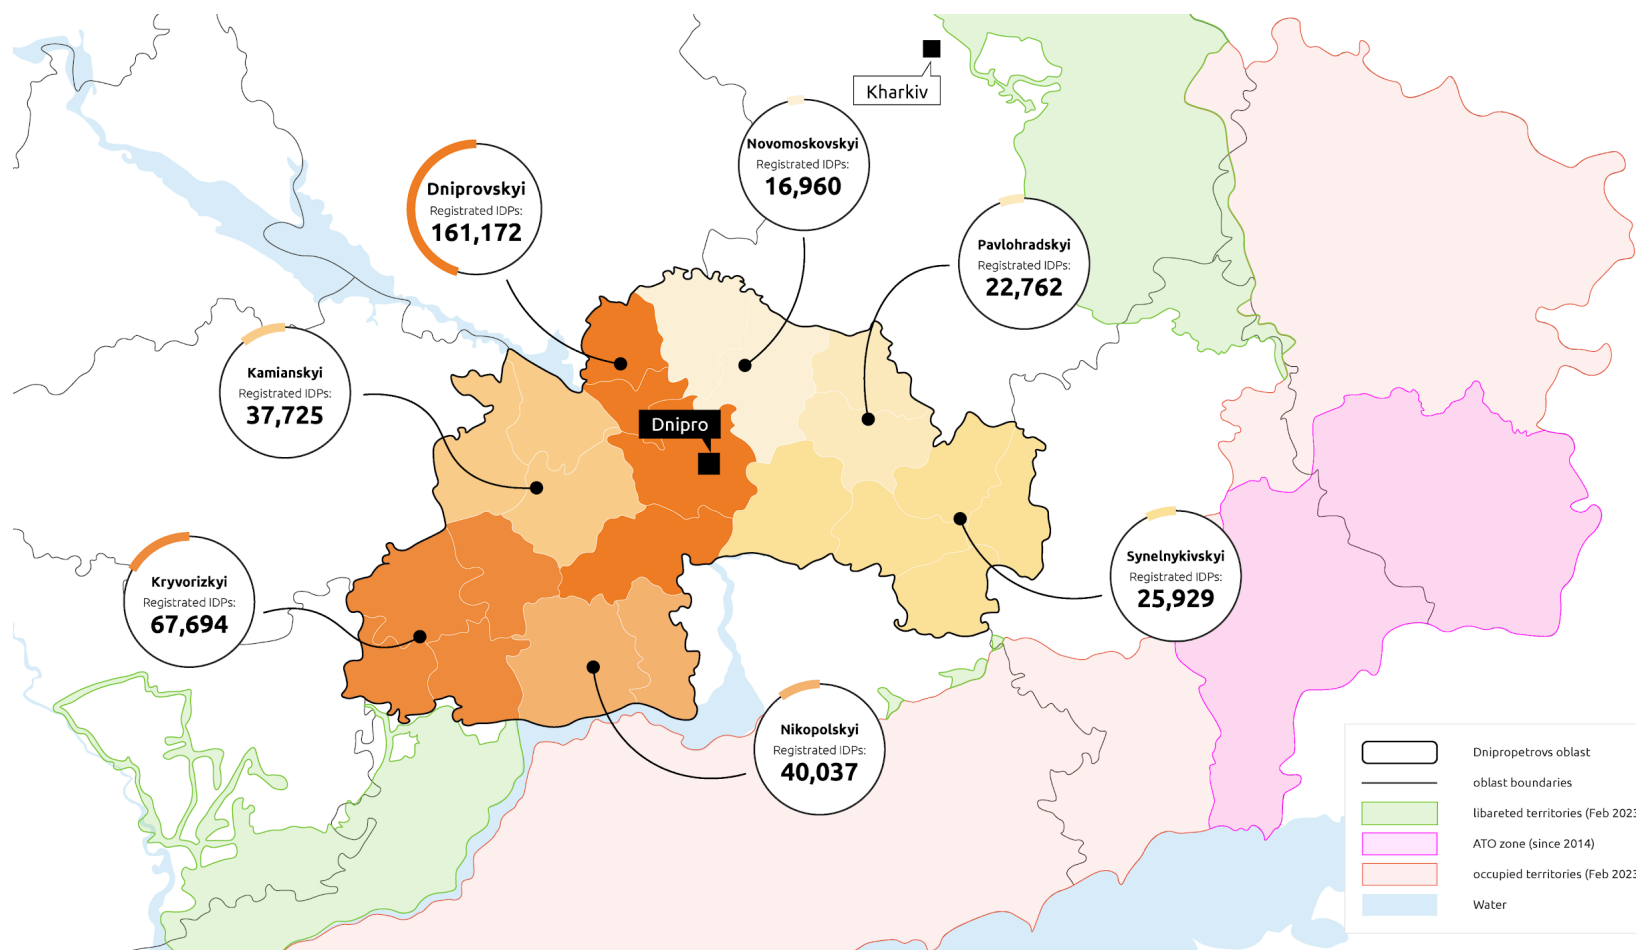 Kharkiv
Novomoskovskyi
Registrated IDPs:
16,960
Dniprovskyi
Registrated IDPs:
161,172
Pavlohradskyi
Registrated IDPs:
22,762
Kamianskyi
Registrated IDPs:
37,725
Dnipro
Kryvorizkyi
Registrated IDPs:
67,694
Synelnykivskyi
Registrated IDPs:
25,929
Nikopolskyi
Registrated IDPs:
40,037
Dnipropetrovs oblast
oblast boundaries
libareted territories (Feb 2023
ATO zone (since 2014)
occupied territories (Feb 2023
Water